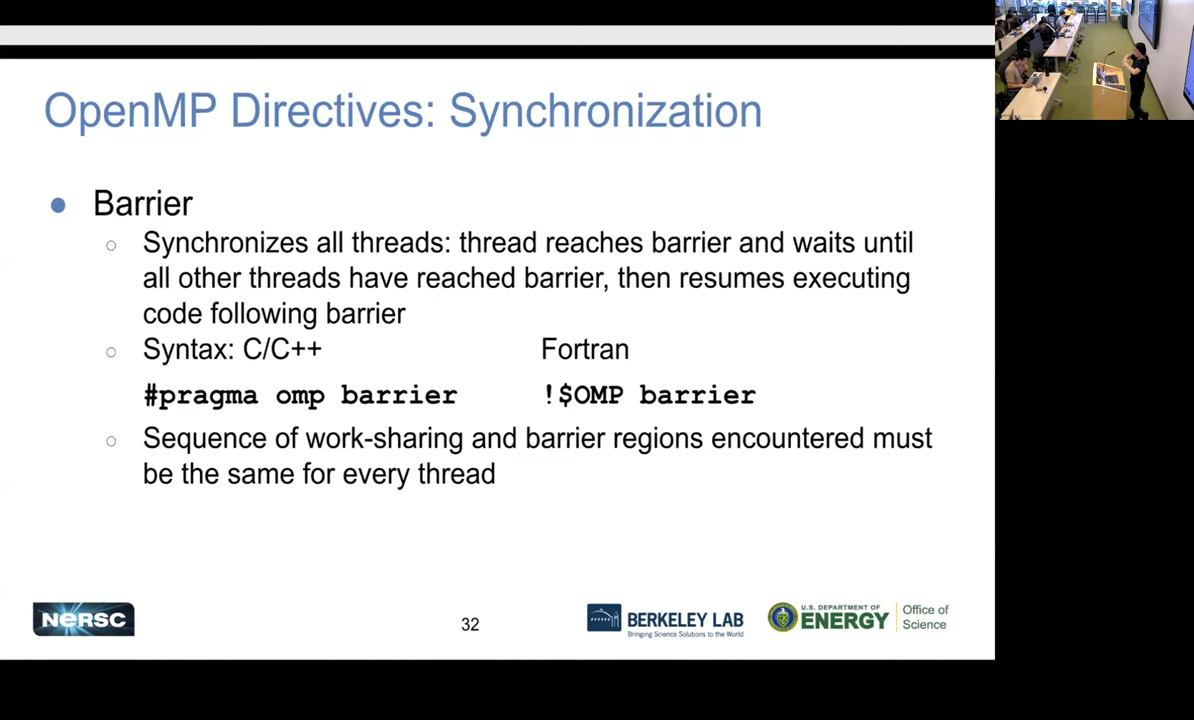 OpenMP Directives: Synchronization
Barrier
Synchronizes all threads: thread reaches barrier and waits until
all other threads have reached barrier, then resumes executing
code following barrier
Syntax: C/C++ Fortran
#pragma omp barrier !$OMP barrier
Sequence of work-sharing and barrier regions encountered must
be the same for every thread
NERSC
32
BERKELEY LAB
Bringing Science Solutions to the World
U.S. DEPARTMENT OF
ENERGY
Office of
Science